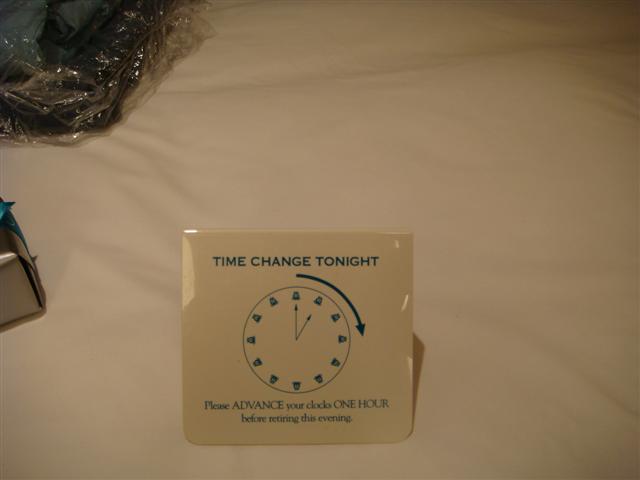 TIME CHANGE TONIGHT
Please ADVANCE your clocks ONE HOUR
before retiring this evening.